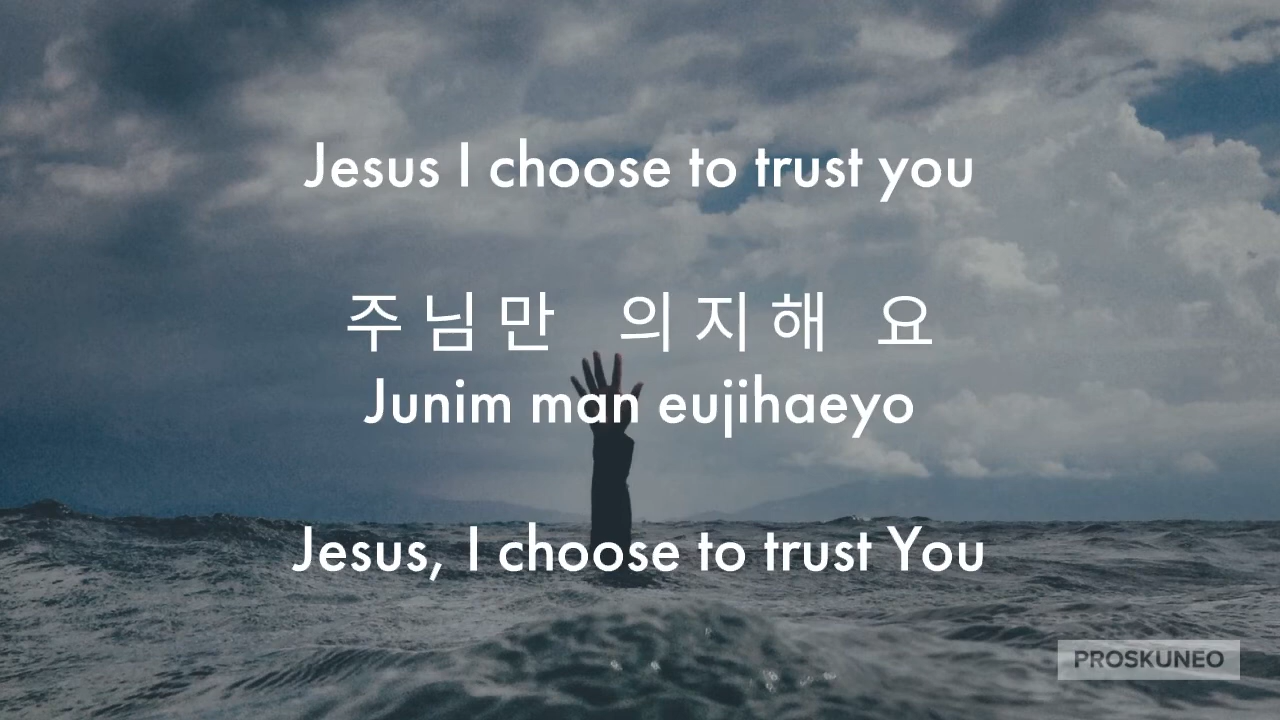 Jesus I choose to trust you
주님만 의지해 요
Junim man eujihaeyo
Jesus, I choose to trust You
PROSKUNEO